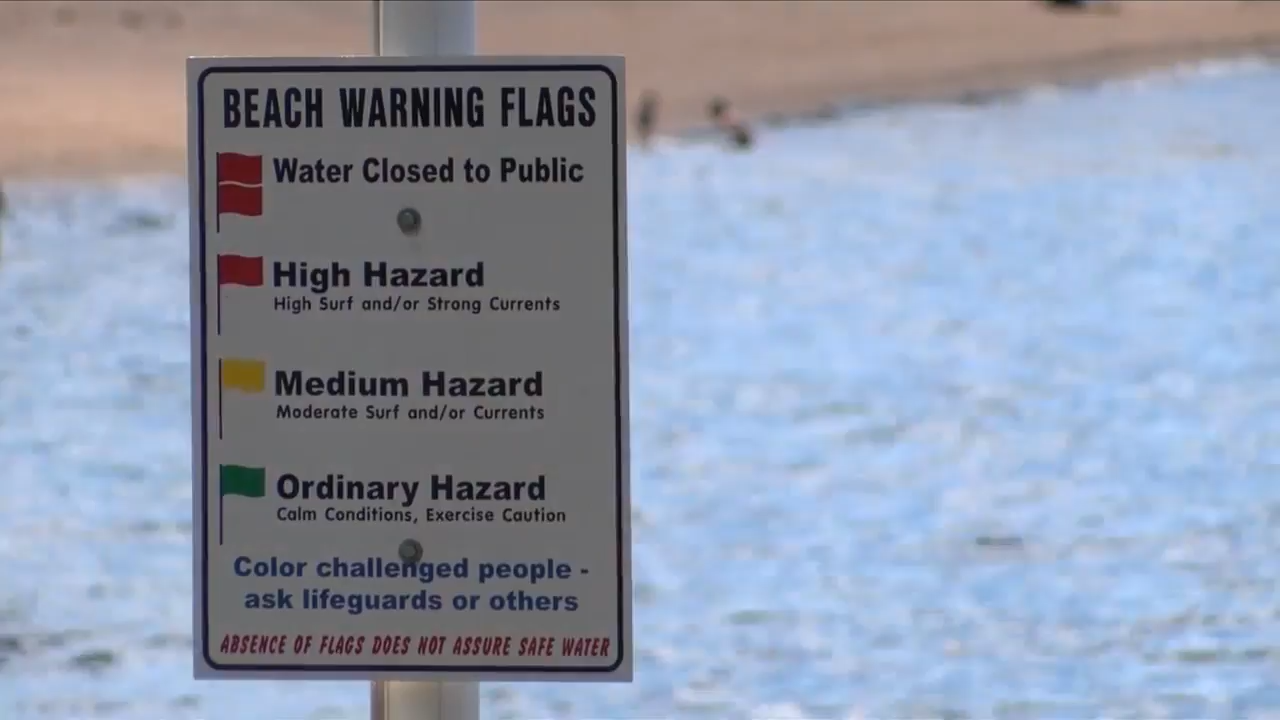 BEACH WARNING FLAGS
Water Closed to Public
High Hazard
High Surf and/or Strong Currents
Medium Hazard
Moderate Surf and/or Currents
Ordinary Hazard
Calm Conditions, Exercise Caution
Color challenged people -
ask lifeguards or others
ABSENCE OF FLAGS DOES NOT ASSURE SAFE WATER